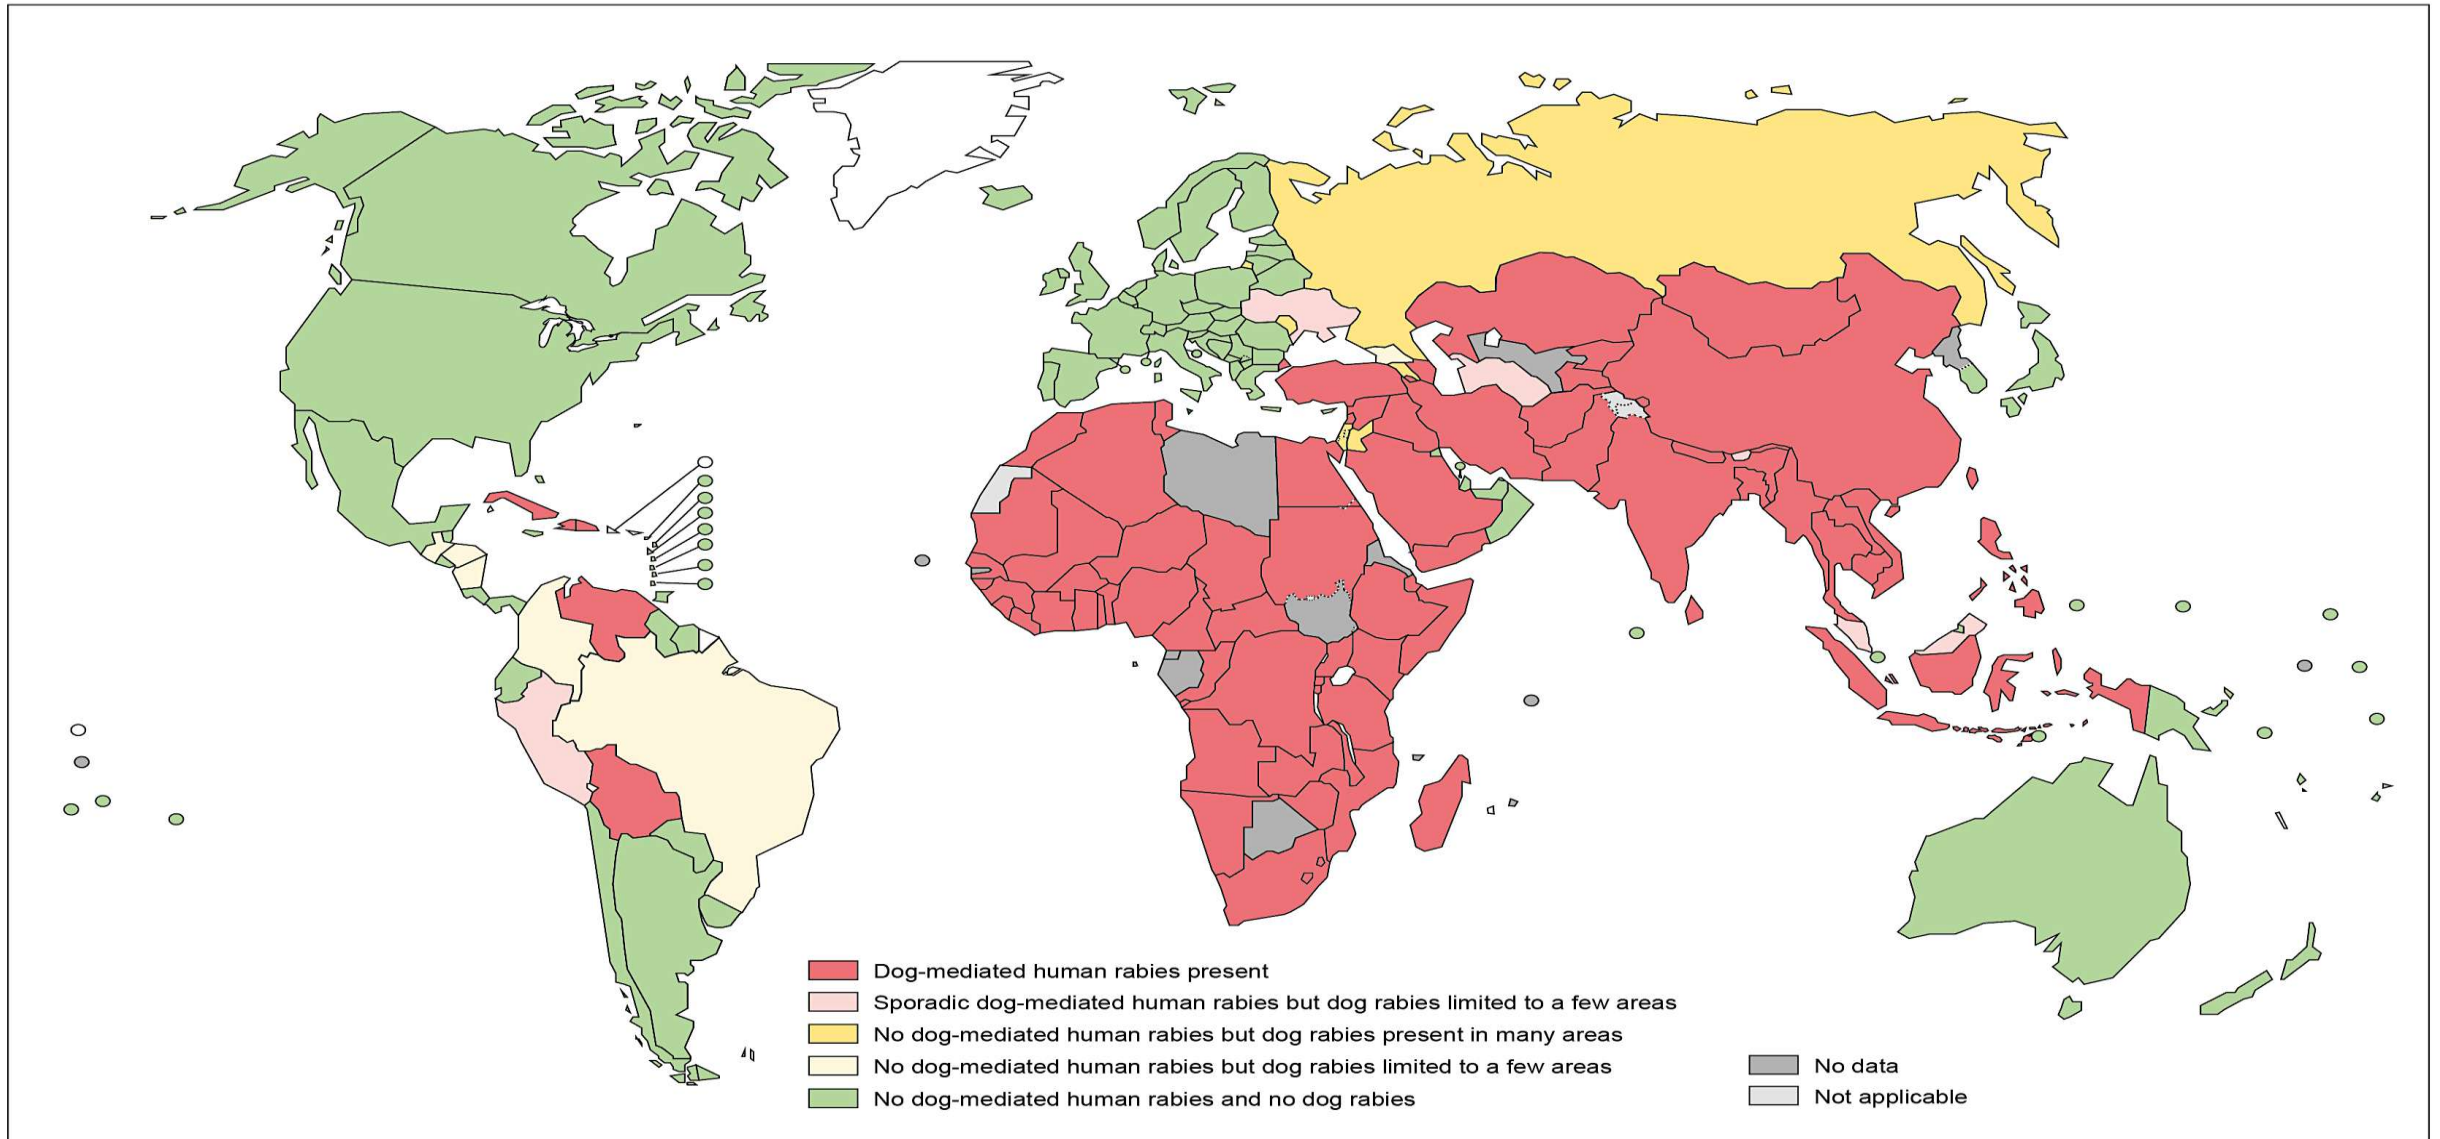 Dog-mediated human rabies present
Sporadic dog-mediated human rabies but dog rabies limited to a few areas
No dog-mediated human rabies but dog rabies present in many areas
No dog-mediated human rabies but dog rabies limited to a few areas
No dog-mediated human rabies and no dog rabies
No data
Not applicable